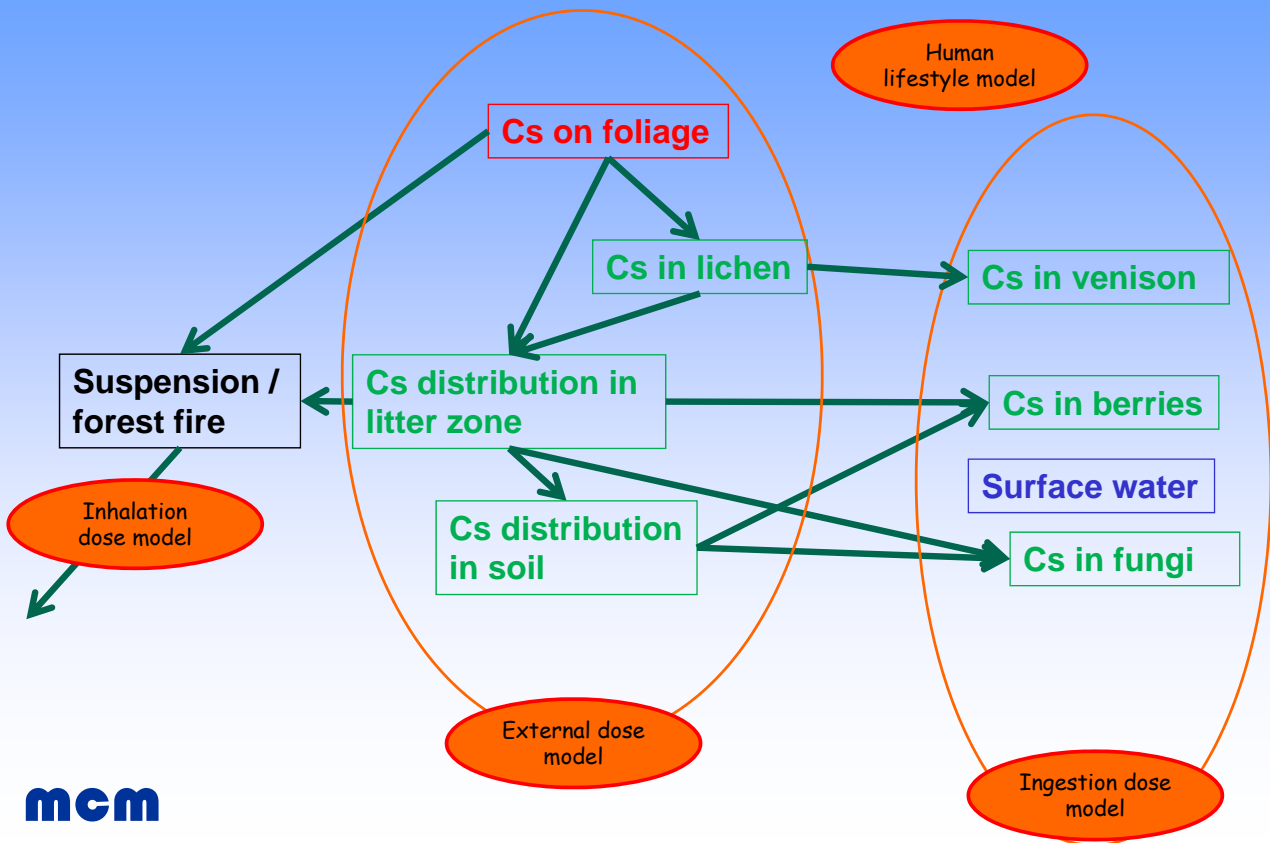 Human
lifestyle model
Cs on foliage
Cs in lichen
Cs in venison
Suspension /
forest fire
Cs distribution in
litter zone
Cs in berries
Surface water
Inhalation
dose model
Cs distribution
in soil
Cs in fungi
External dose
model
Ingestion dose
model
mcm